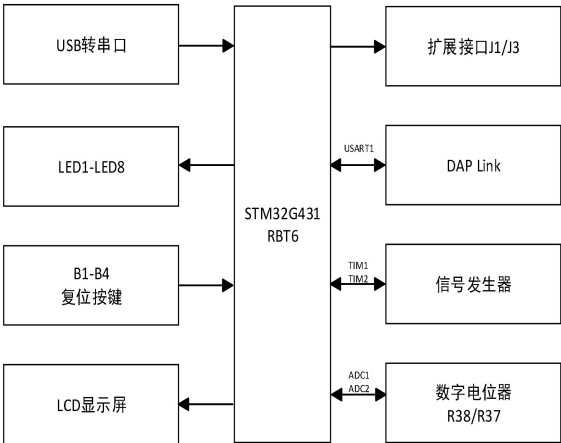 USB转串口
扩展接口J1/J3
LED1-LED8
USART1
DAP Link
STM32G431
RBT6
B1-B4
复位按键
TIM1
TIM2
信号发生器
LCD显示屏
ADC1
ADC2
数字电位器
R38/R37